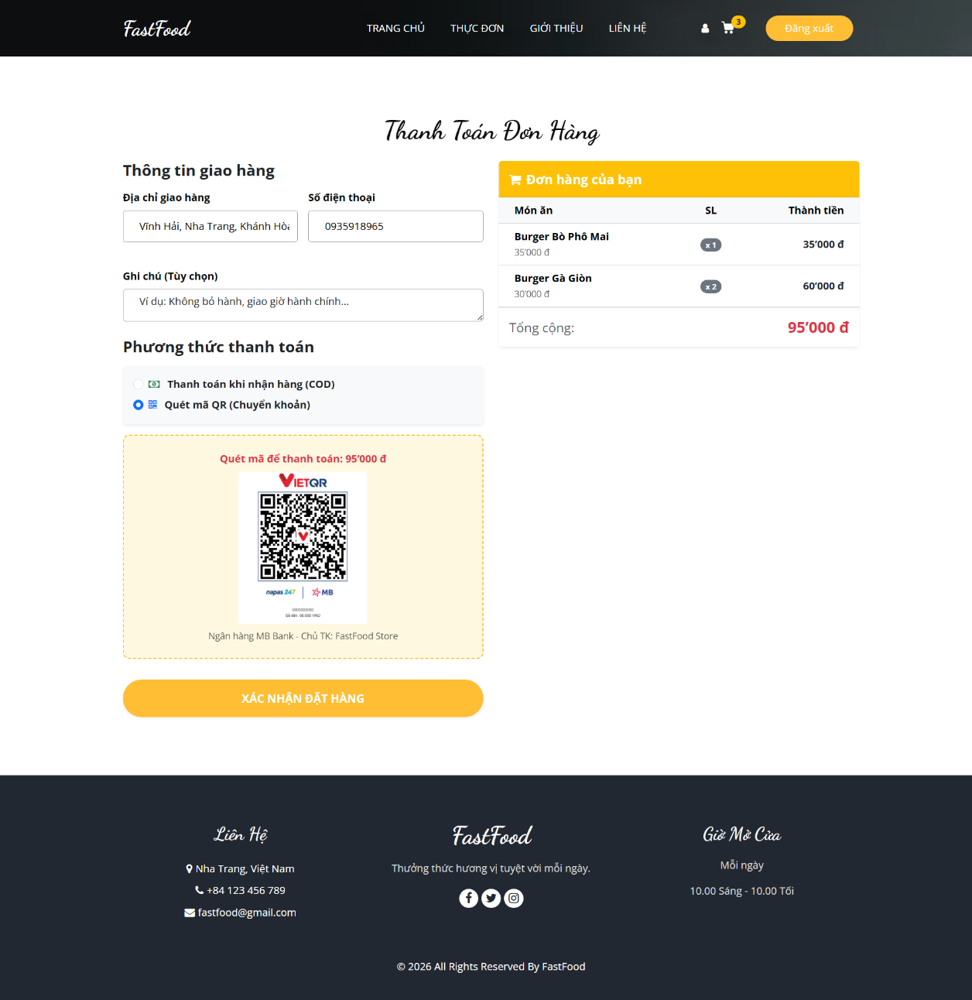 FastFood
TRANG CHỦ THỰC ĐƠN GIỚI THIỆU LIÊN HỆ 3 Đăng xuất
Thanh Toán Đơn Hàng
Thông tin giao hàng
Địa chỉ giao hàng Số điện thoại
Vĩnh Hải, Nha Trang, Khánh Hòa 0935918965
Ghi chú (Tùy chọn)
Ví dụ: Không bỏ hành, giao giờ hành chính...
Phương thức thanh toán
Thanh toán khi nhận hàng (COD)
Quét mã QR (Chuyển khoản)
Quét mã để thanh toán: 95’000 đ
VIETQR
napas 247 MB
0000000000
Số tiền: 95.000 VND
Ngân hàng MB Bank - Chủ TK: FastFood Store
XÁC NHẬN ĐẶT HÀNG
Đơn hàng của bạn
Món ăn SL Thành tiền
Burger Bò Phô Mai
35’000 đ
x 1 35’000 đ
Burger Gà Giòn
30’000 đ
x 2 60’000 đ
Tổng cộng: 95’000 đ
Liên Hệ
Nha Trang, Việt Nam
+84 123 456 789
fastfood@gmail.com
FastFood
Thưởng thức hương vị tuyệt vời mỗi ngày.
Giờ Mở Cửa
Mỗi ngày
10.00 Sáng - 10.00 Tối
© 2026 All Rights Reserved By FastFood